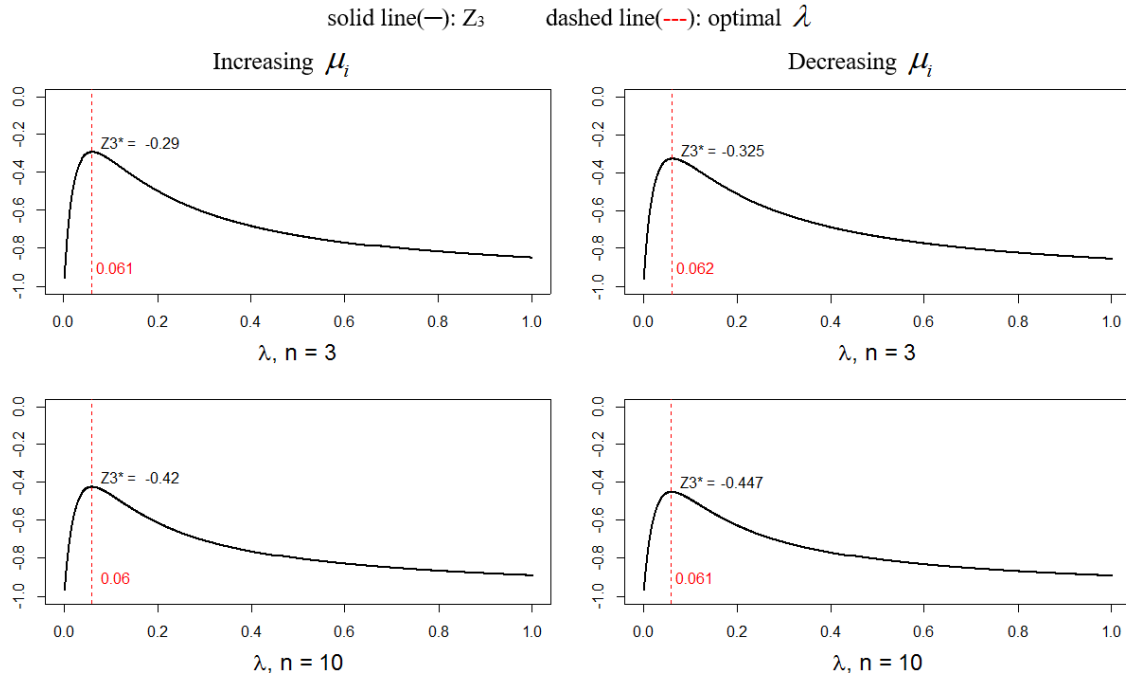 solid line(—): Z₃ dashed line(---): optimal λ
Increasing μᵢ
Decreasing μᵢ
0.0
-0.2
-0.4
-0.6
-0.8
-1.0
Z3* = -0.29
0.061
0.0 0.2 0.4 0.6 0.8 1.0
λ, n = 3
0.0
-0.2
-0.4
-0.6
-0.8
-1.0
Z3* = -0.325
0.062
0.0 0.2 0.4 0.6 0.8 1.0
λ, n = 3
0.0
-0.2
-0.4
-0.6
-0.8
-1.0
Z3* = -0.42
0.06
0.0 0.2 0.4 0.6 0.8 1.0
λ, n = 10
0.0
-0.2
-0.4
-0.6
-0.8
-1.0
Z3* = -0.447
0.061
0.0 0.2 0.4 0.6 0.8 1.0
λ, n = 10